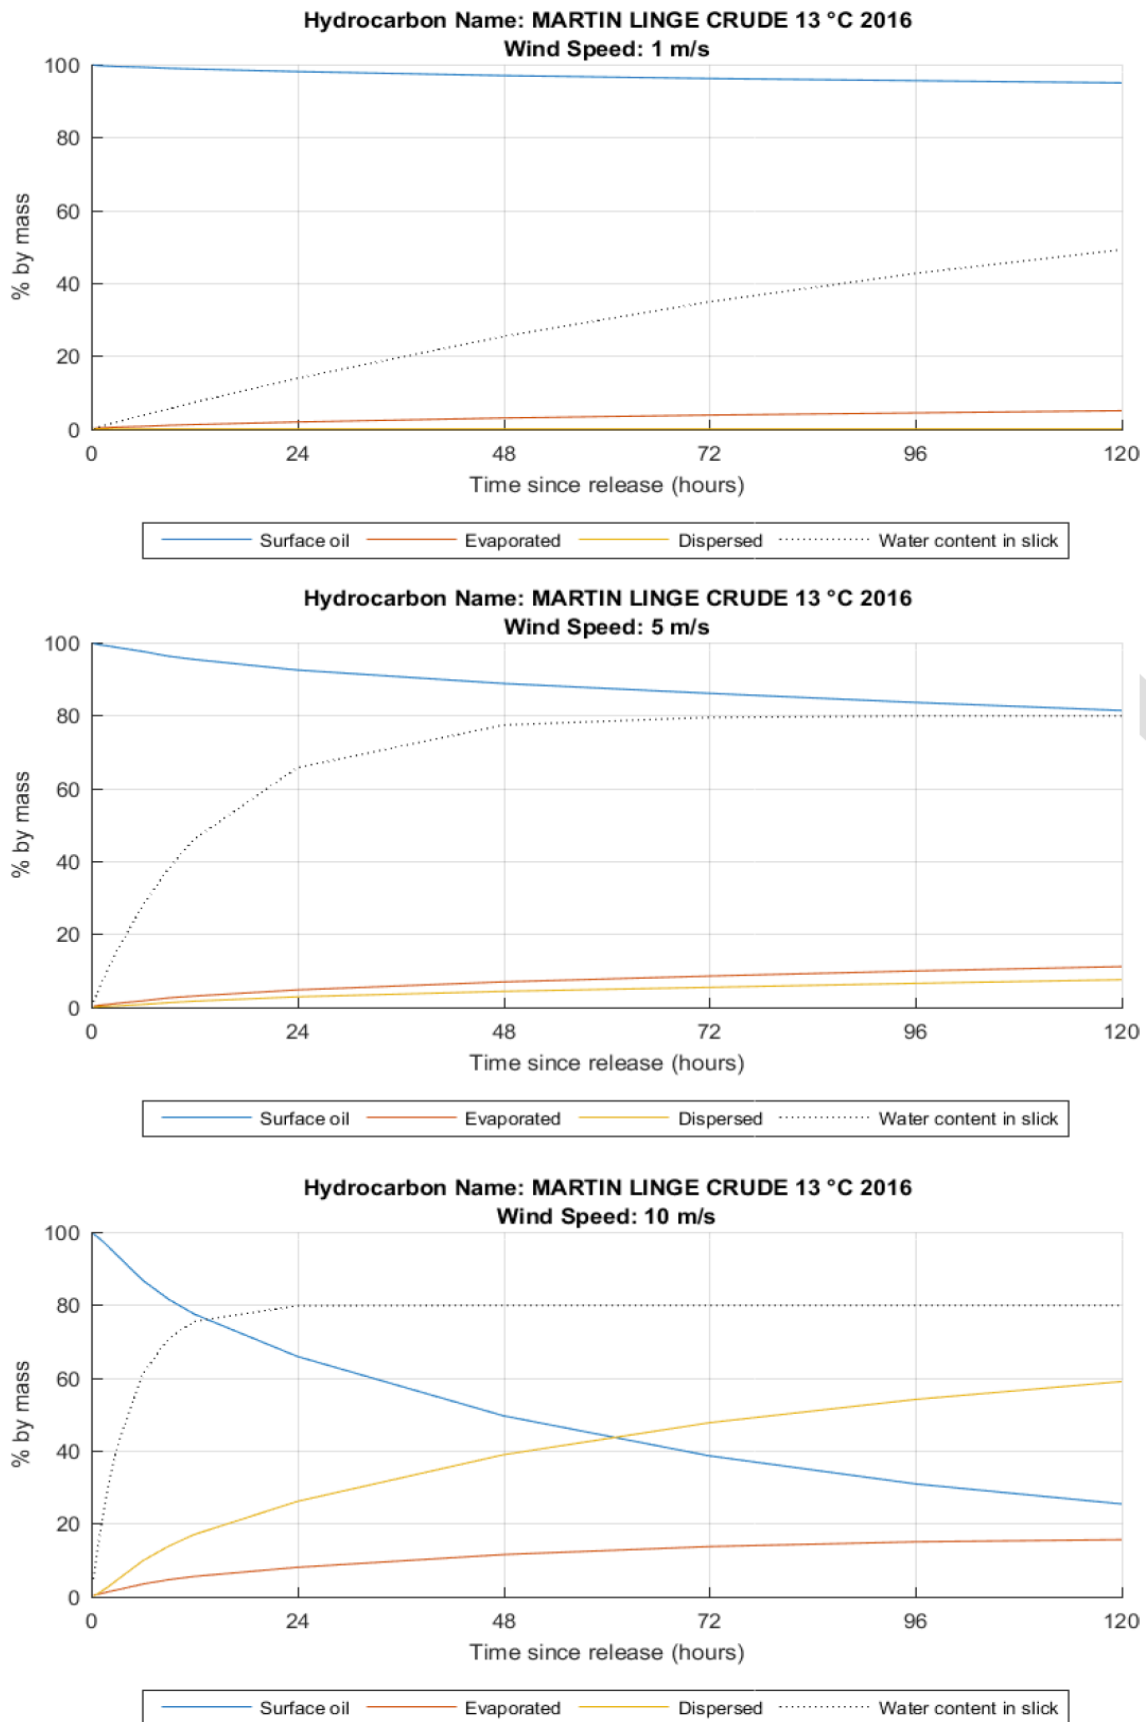 Hydrocarbon Name: MARTIN LINGE CRUDE 13 °C 2016
Wind Speed: 1 m/s
100
80
60
40
20
0
% by mass
0 24 48 72 96 120
Time since release (hours)
Surface oil Evaporated Dispersed Water content in slick
Hydrocarbon Name: MARTIN LINGE CRUDE 13 °C 2016
Wind Speed: 5 m/s
100
80
60
40
20
0
% by mass
0 24 48 72 96 120
Time since release (hours)
Surface oil Evaporated Dispersed Water content in slick
Hydrocarbon Name: MARTIN LINGE CRUDE 13 °C 2016
Wind Speed: 10 m/s
100
80
60
40
20
0
% by mass
0 24 48 72 96 120
Time since release (hours)
Surface oil Evaporated Dispersed Water content in slick